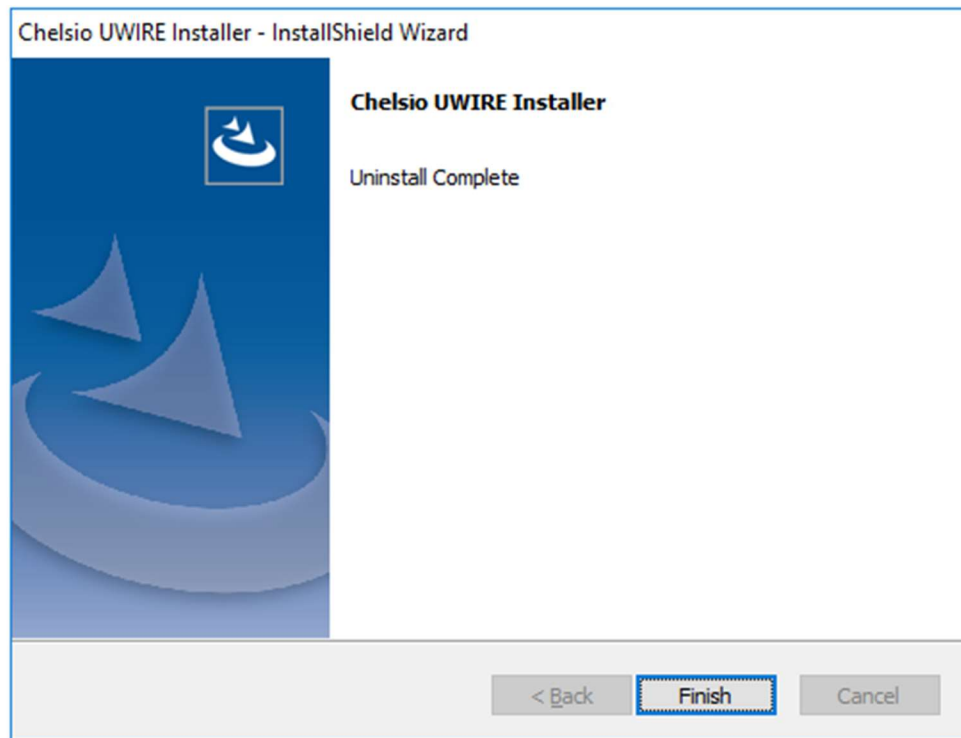 Chelsio UWIRE Installer - InstallShield Wizard
Chelsio UWIRE Installer
Uninstall Complete
< Back Finish Cancel